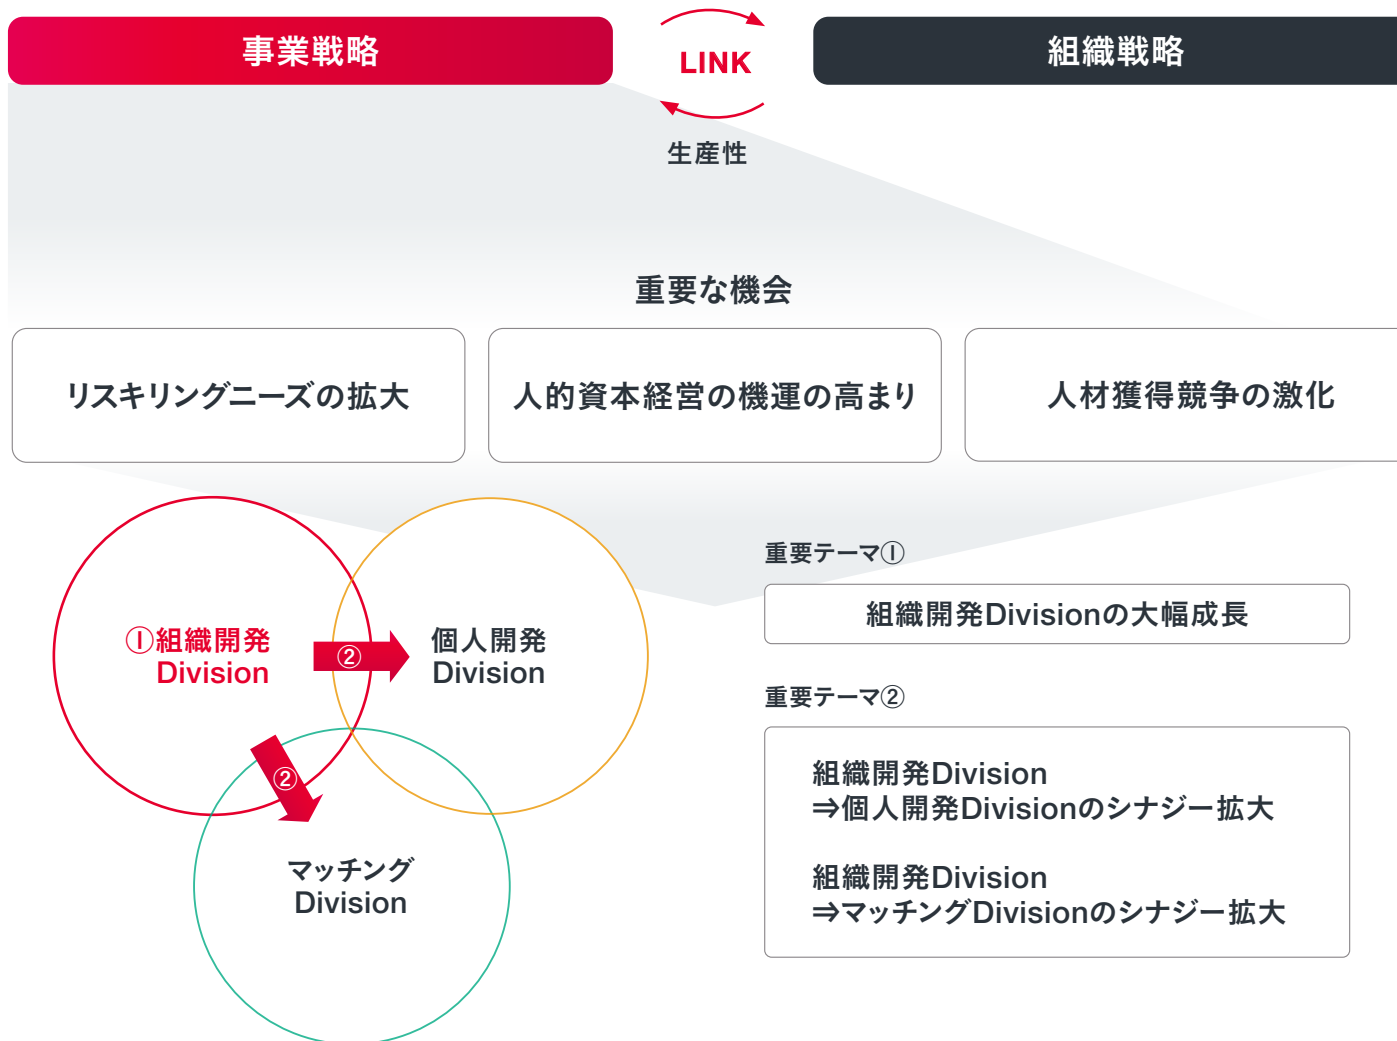 事業戦略
LINK
組織戦略
生産性
重要な機会
リスキリングニーズの拡大
人的資本経営の機運の高まり
人材獲得競争の激化
①組織開発
Division
②
個人開発
Division
②
マッチング
Division
重要テーマ①
組織開発Divisionの大幅成長
重要テーマ②
組織開発Division
⇒個人開発Divisionのシナジー拡大
組織開発Division
⇒マッチングDivisionのシナジー拡大